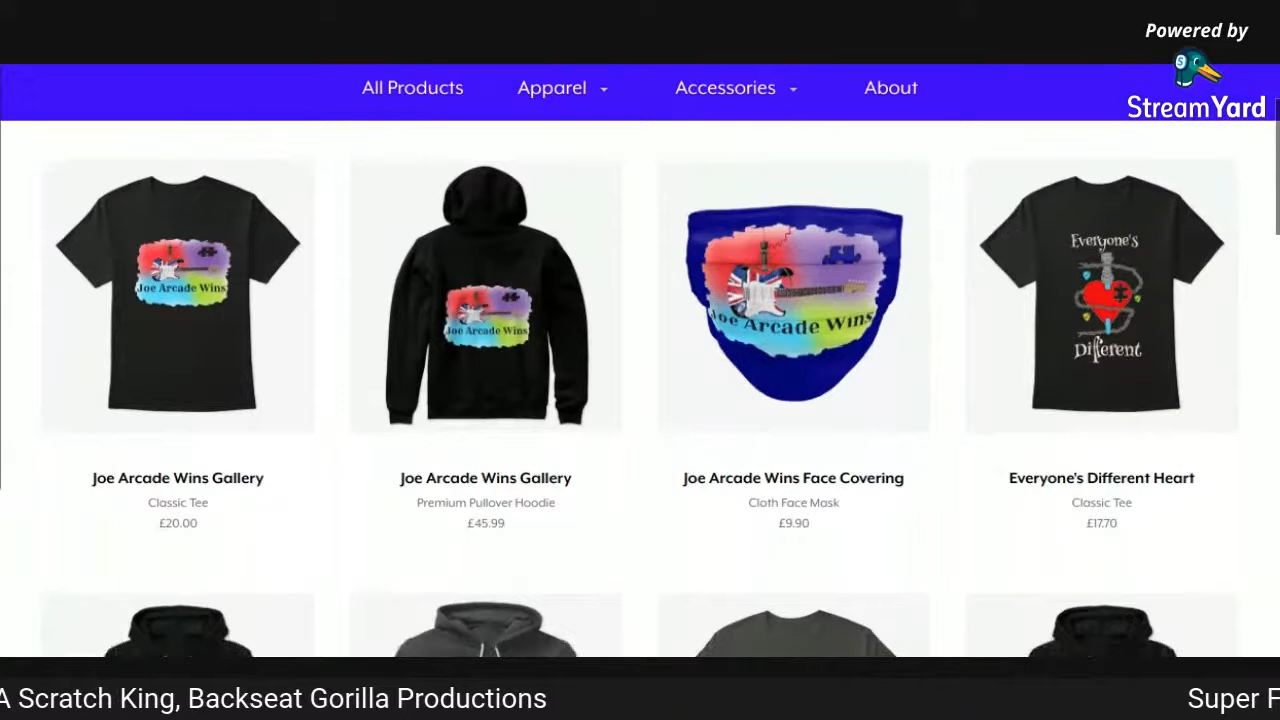 Powered by
StreamYard
All Products Apparel Accessories About
Joe Arcade Wins
Joe Arcade Wins
Joe Arcade Wins
Everyone's
Different
Joe Arcade Wins Gallery
Classic Tee
£20.00
Joe Arcade Wins Gallery
Premium Pullover Hoodie
£45.99
Joe Arcade Wins Face Covering
Cloth Face Mask
£9.90
Everyone's Different Heart
Classic Tee
£17.70
A Scratch King, Backseat Gorilla Productions
Super F